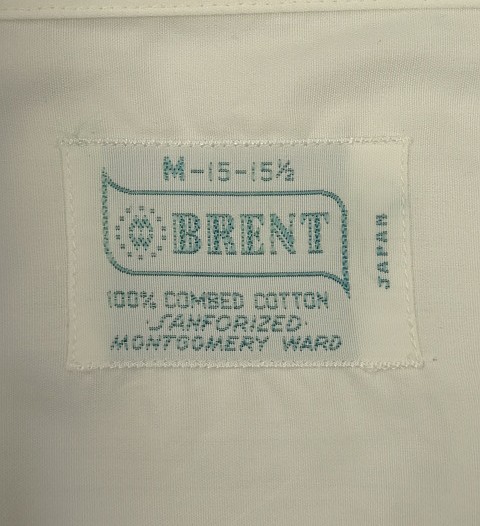 M-15-15½
BRENT
100% COMBED COTTON
·SANFORIZED·
MONTGOMERY WARD
JAPAN